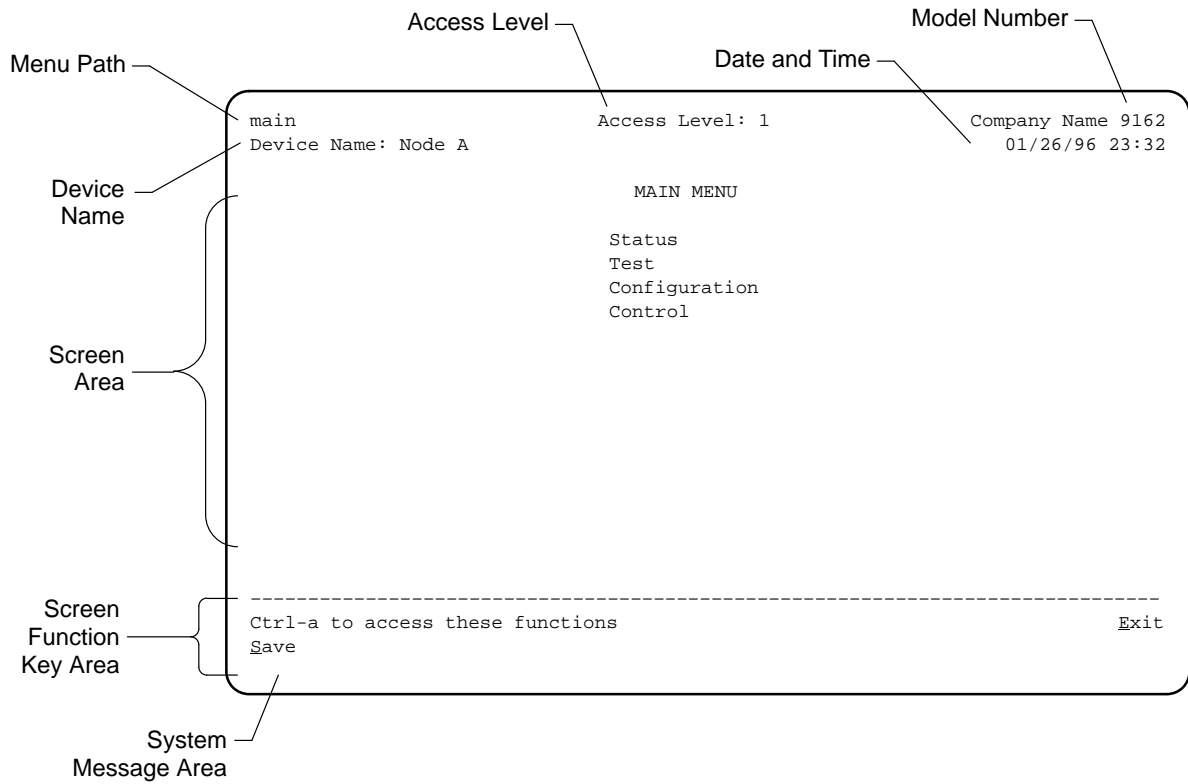 Access Level
Model Number
Menu Path
Date and Time
main Access Level: 1 Company Name 9162
Device Name: Node A 01/26/96 23:32
Device
Name
MAIN MENU
Status
Test
Configuration
Control
Screen
Area
Screen
Function
Key Area
Ctrl-a to access these functions Exit
Save
System
Message Area